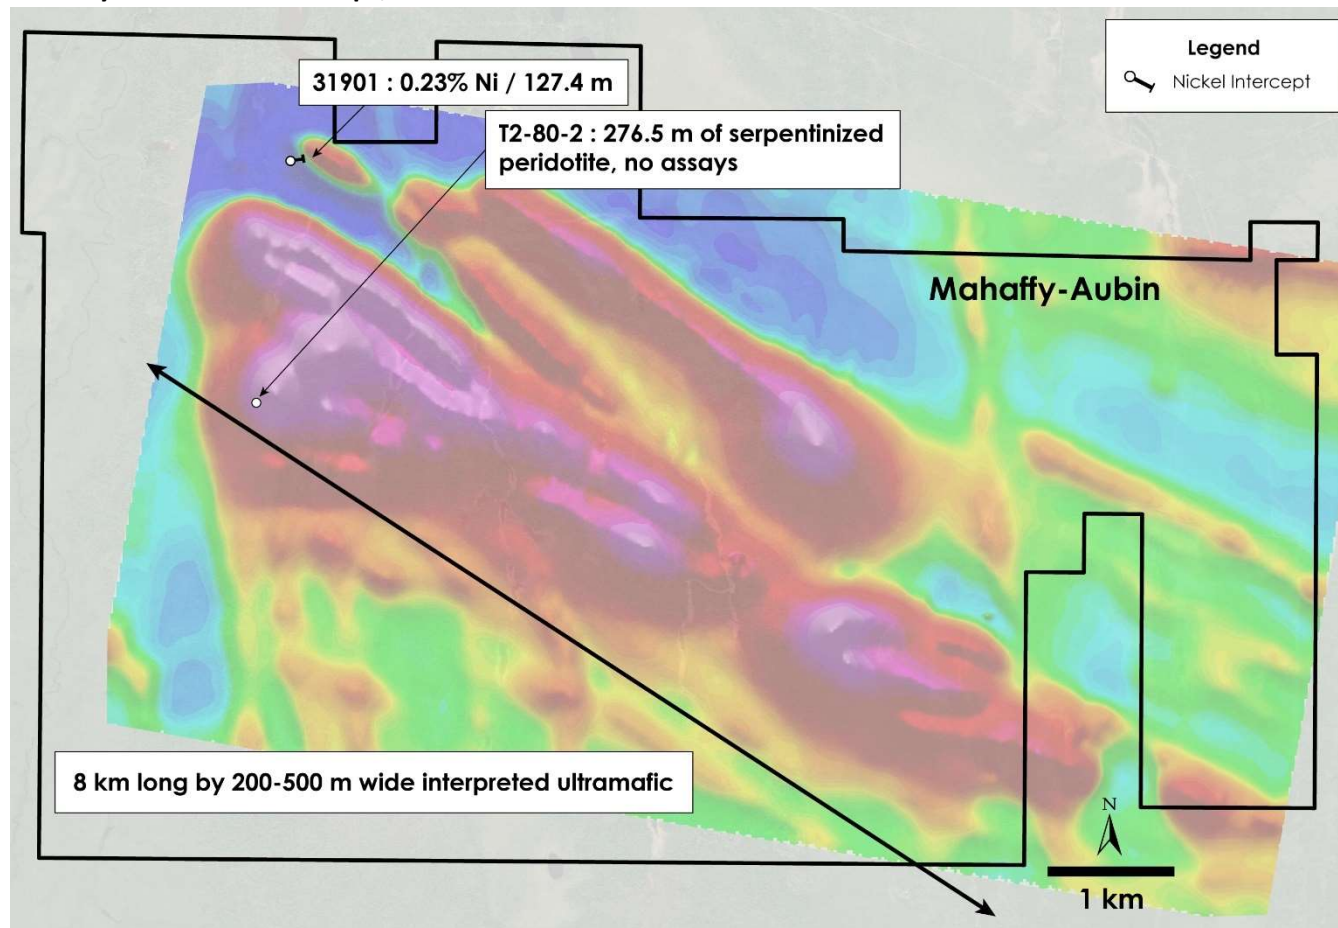 Legend
Nickel Intercept
31901 : 0.23% Ni / 127.4 m
T2-80-2 : 276.5 m of serpentinized
peridotite, no assays
Mahaffy-Aubin
8 km long by 200-500 m wide interpreted ultramafic
N
1 km